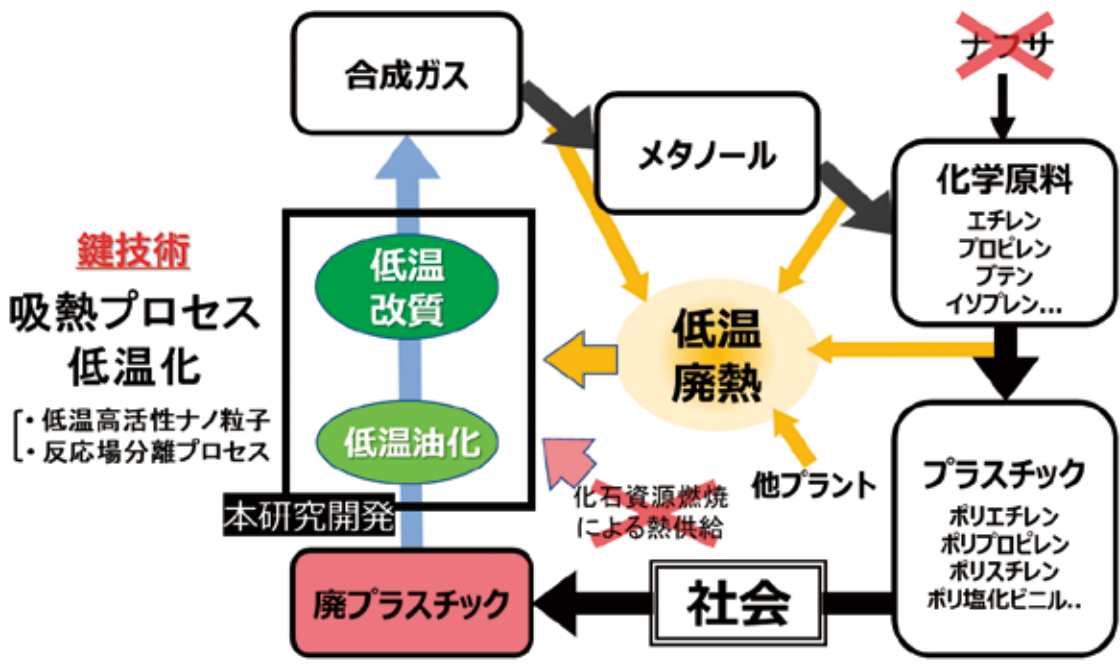 合成ガス
ナフサ
メタノール
化学原料
エチレン
プロピレン
ブテン
イソプレン...
鍵技術
吸熱プロセス
低温化
・低温高活性ナノ粒子
・反応場分離プロセス
低温
改質
低温油化
本研究開発
低温
廃熱
化石資源燃焼
による熱供給
他プラント
プラスチック
ポリエチレン
ポリプロピレン
ポリスチレン
ポリ塩化ビニル..
廃プラスチック
社会